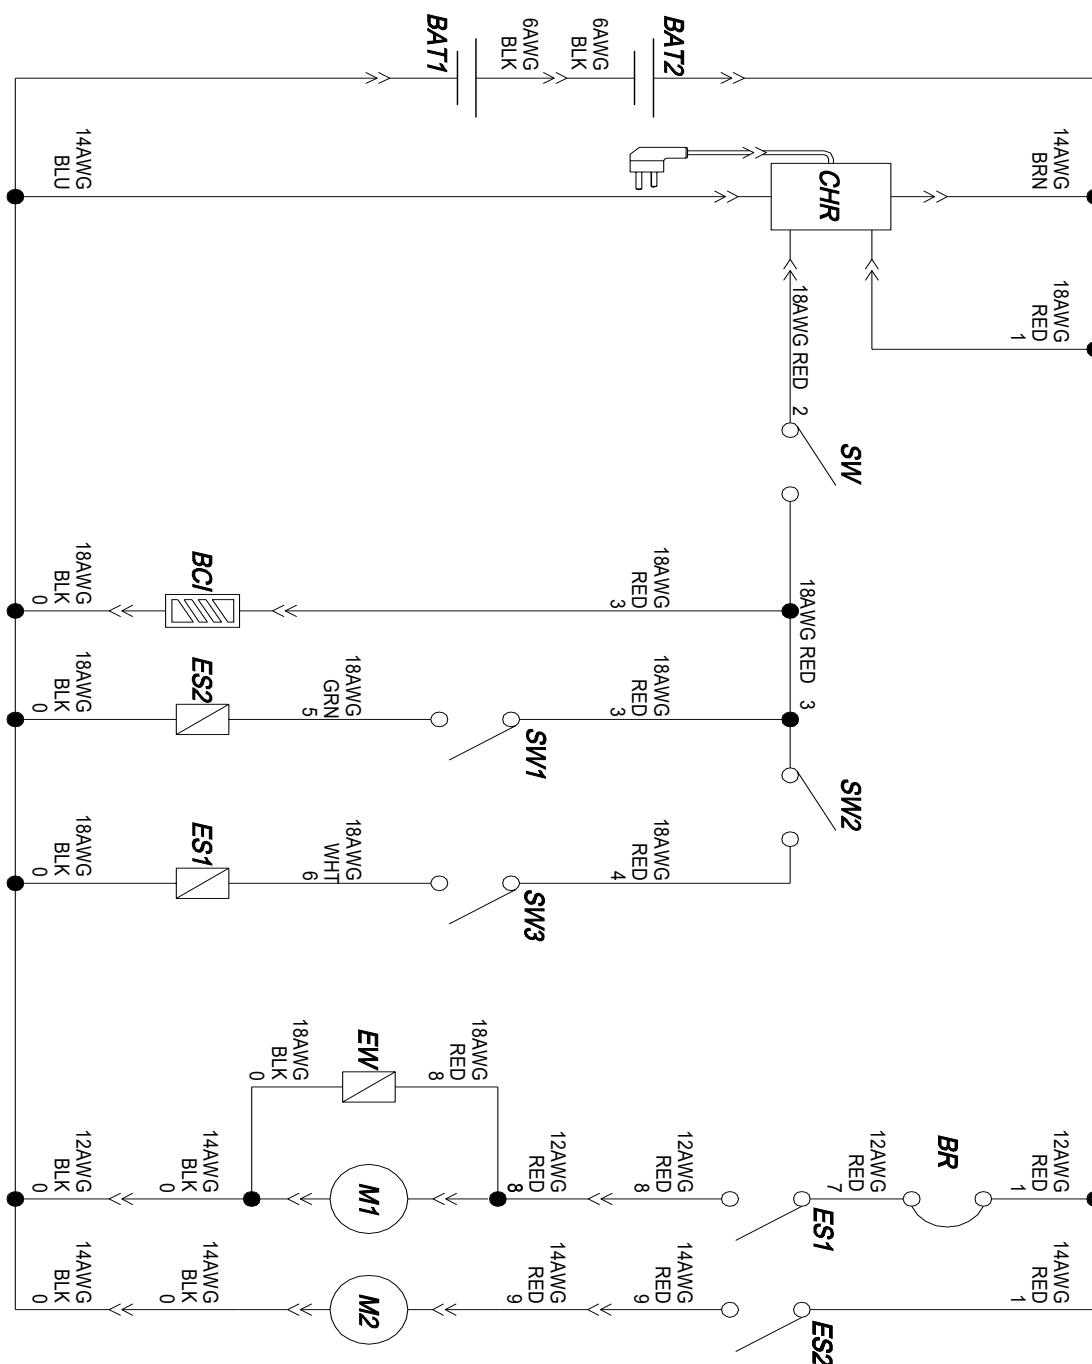 14AWG
BRN
18AWG
RED
1
12AWG
RED
1
14AWG
RED
1
BR
12AWG
RED
7
SW
SW2
CHR
ES1
ES2
18AWG RED 2
18AWG RED 3
BAT2
18AWG
RED
3
18AWG
RED
3
18AWG
RED
4
12AWG
RED
8
14AWG
RED
9
6AWG
BLK
6AWG
BLK
SW1
SW3
12AWG
RED
8
14AWG
RED
9
18AWG
RED
8
BAT1
EW
M1
M2
18AWG
GRN
5
18AWG
WHT
6
18AWG
BLK
0
BCI
ES2
ES1
14AWG
BLK
0
14AWG
BLK
0
14AWG
BLU
18AWG
BLK
0
18AWG
BLK
0
18AWG
BLK
0
12AWG
BLK
0
14AWG
BLK
0